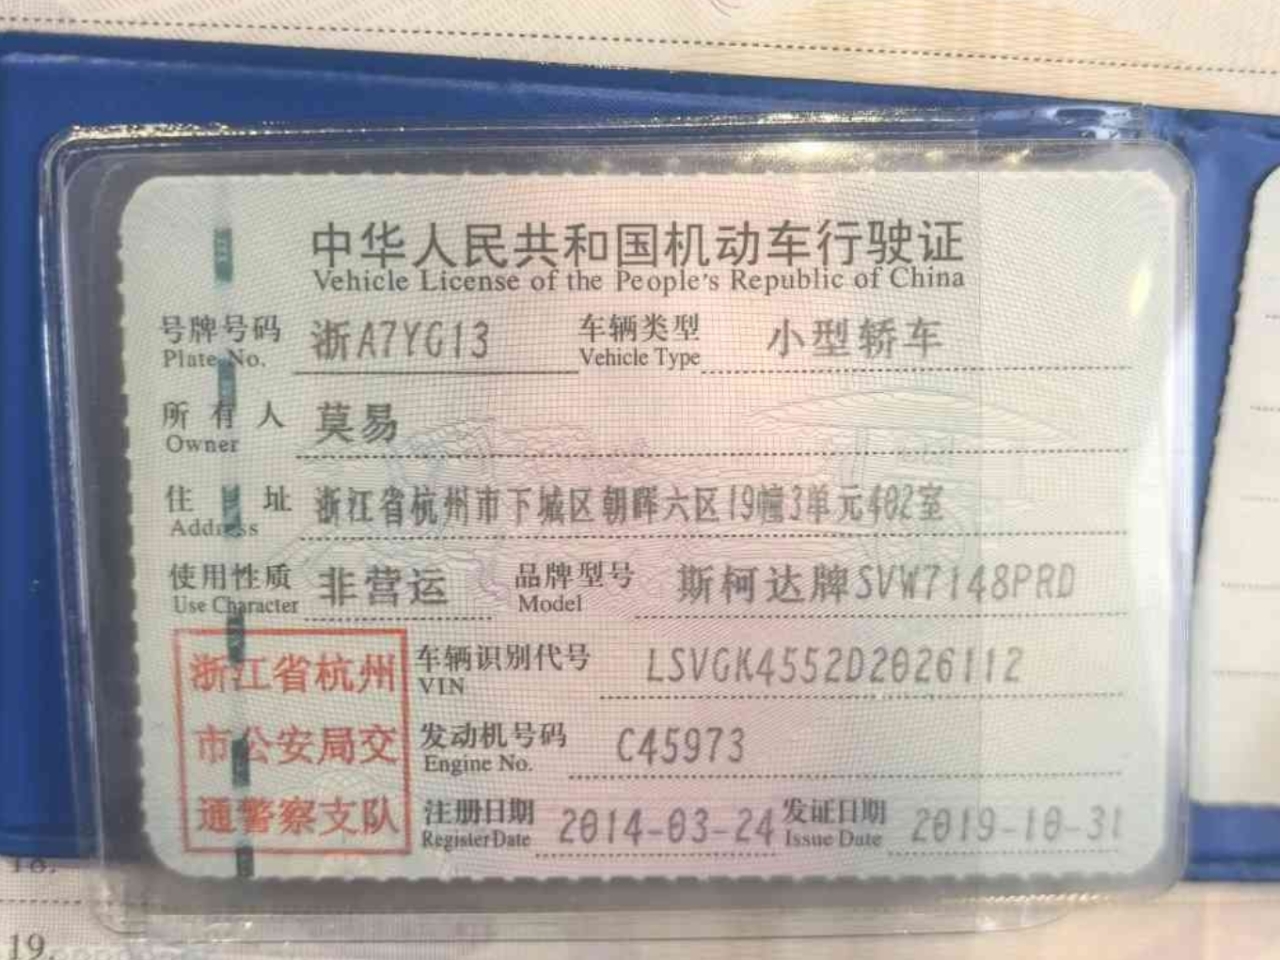 中华人民共和国机动车行驶证
Vehicle License of the People's Republic of China
号牌号码 浙A7YG13 车辆类型 小型轿车
Plate No. Vehicle Type
所有人 莫易
Owner
住址 浙江省杭州市下城区朝晖六区19幢3单元402室
Address
使用性质 非营运 品牌型号 斯柯达牌SVW7148PRD
Use Character Model
浙江省杭州
市公安局交
通警察支队
车辆识别代号 LSVGK4552D2026112
VIN
发动机号码 C45973
Engine No.
注册日期 2014-03-24 发证日期 2019-10-31
Register Date Issue Date
18.
19.